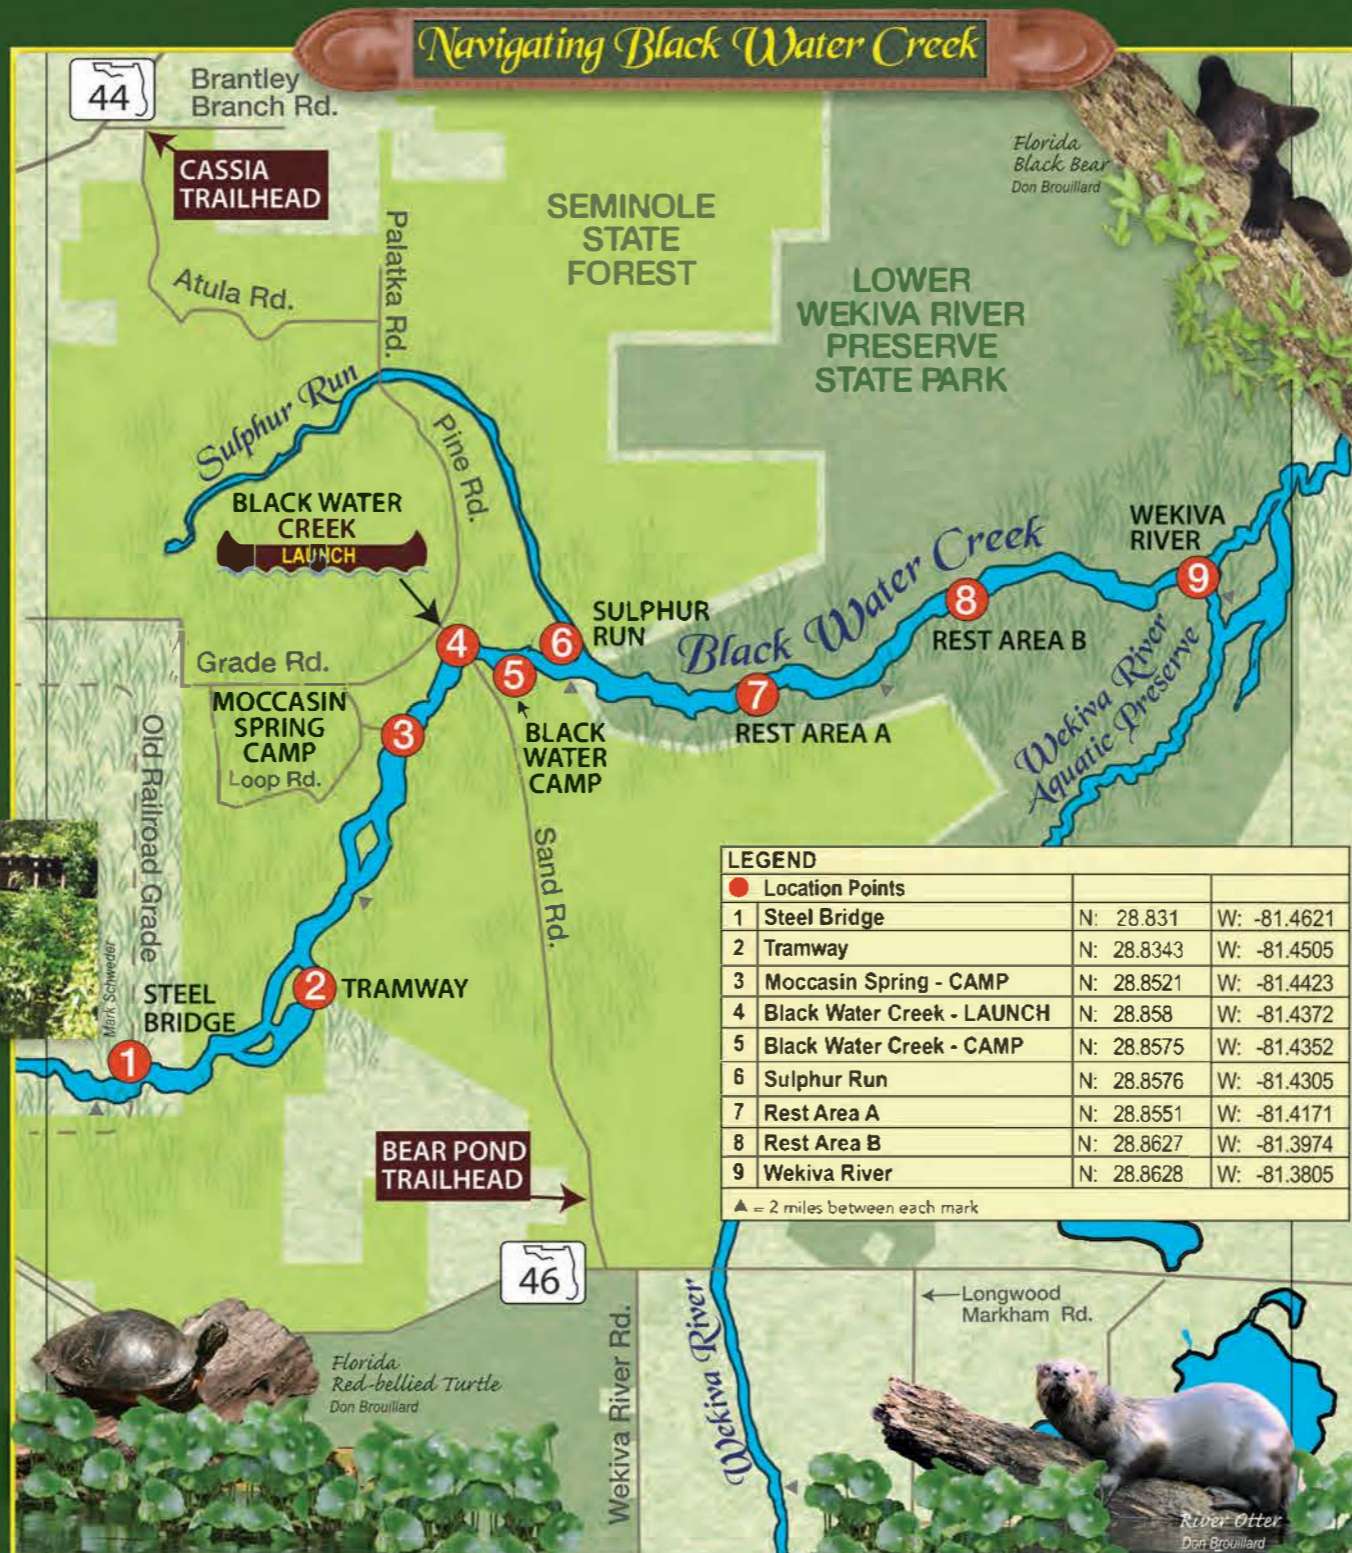 Navigating Black Water Creek
44
Brantley
Branch Rd.
CASSIA
TRAILHEAD
Florida
Black Bear
Don Brouillard
SEMINOLE
STATE
FOREST
Palatka Rd.
Atula Rd.
LOWER
WEKIVA RIVER
PRESERVE
STATE PARK
Sulphur Run
Pine Rd.
BLACK WATER
CREEK
LAUNCH
WEKIVA
RIVER
9
Black Water Creek
8
REST AREA B
SULPHUR
RUN
6
4
5
Grade Rd.
7
REST AREA A
Wekiva River
Aquatic Preserve
MOCCASIN
SPRING
CAMP
3
Loop Rd.
BLACK
WATER
CAMP
Old Railroad Grade
Sand Rd.
Mark Schweder
2
TRAMWAY
STEEL
BRIDGE
1
LEGEND
Location Points
1 Steel Bridge N: 28.831 W: -81.4621
2 Tramway N: 28.8343 W: -81.4505
3 Moccasin Spring - CAMP N: 28.8521 W: -81.4423
4 Black Water Creek - LAUNCH N: 28.858 W: -81.4372
5 Black Water Creek - CAMP N: 28.8575 W: -81.4352
6 Sulphur Run N: 28.8576 W: -81.4305
7 Rest Area A N: 28.8551 W: -81.4171
8 Rest Area B N: 28.8627 W: -81.3974
9 Wekiva River N: 28.8628 W: -81.3805
▲ = 2 miles between each mark
BEAR POND
TRAILHEAD
46
Longwood
Markham Rd.
Wekiva River Rd.
Wekiva River
Florida
Red-bellied Turtle
Don Brouillard
River Otter
Don Brouillard